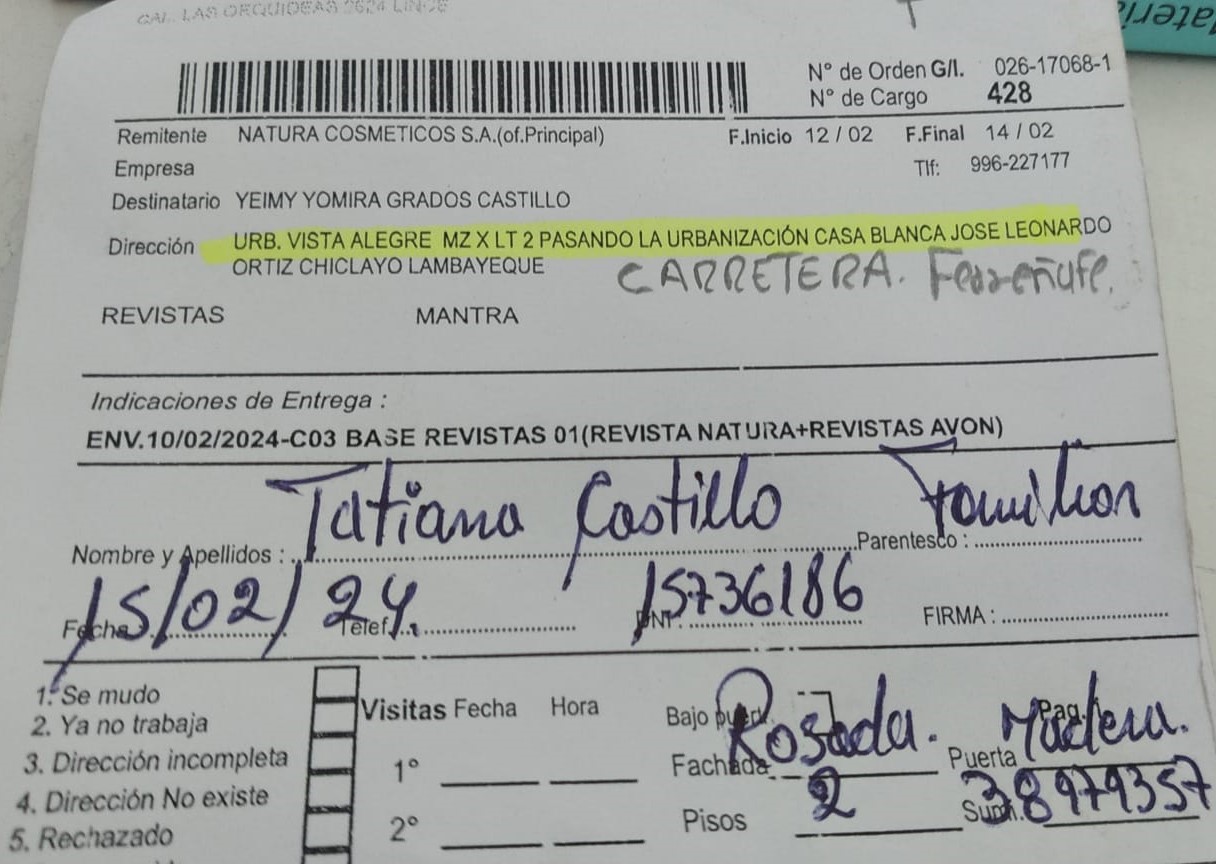 CAL. LAS ORQUIDEAS 2624 LINCE
Materi
N° de Orden G/I. 026-17068-1
N° de Cargo 428
Remitente NATURA COSMETICOS S.A.(of.Principal) F.Inicio 12 / 02 F.Final 14 / 02
Empresa Tlf: 996-227177
Destinatario YEIMY YOMIRA GRADOS CASTILLO
Dirección URB. VISTA ALEGRE MZ X LT 2 PASANDO LA URBANIZACIÓN CASA BLANCA JOSE LEONARDO
ORTIZ CHICLAYO LAMBAYEQUE CARRETERA. Ferreñafe.
REVISTAS MANTRA
Indicaciones de Entrega :
ENV.10/02/2024-C03 BASE REVISTAS 01(REVISTA NATURA+REVISTAS AVON)
Nombre y Apellidos : Tatiana Castillo Parentesco : Familiar
Fecha 15/02/24 Telef. DNI. 15736186 FIRMA :
1. Se mudo
2. Ya no trabaja
3. Dirección incompleta
4. Dirección No existe
5. Rechazado
Visitas Fecha Hora
1°
2°
Bajo puert. Pag.
Fachada Rosada. Puerta Madera.
Pisos 2 Sum. 38979357